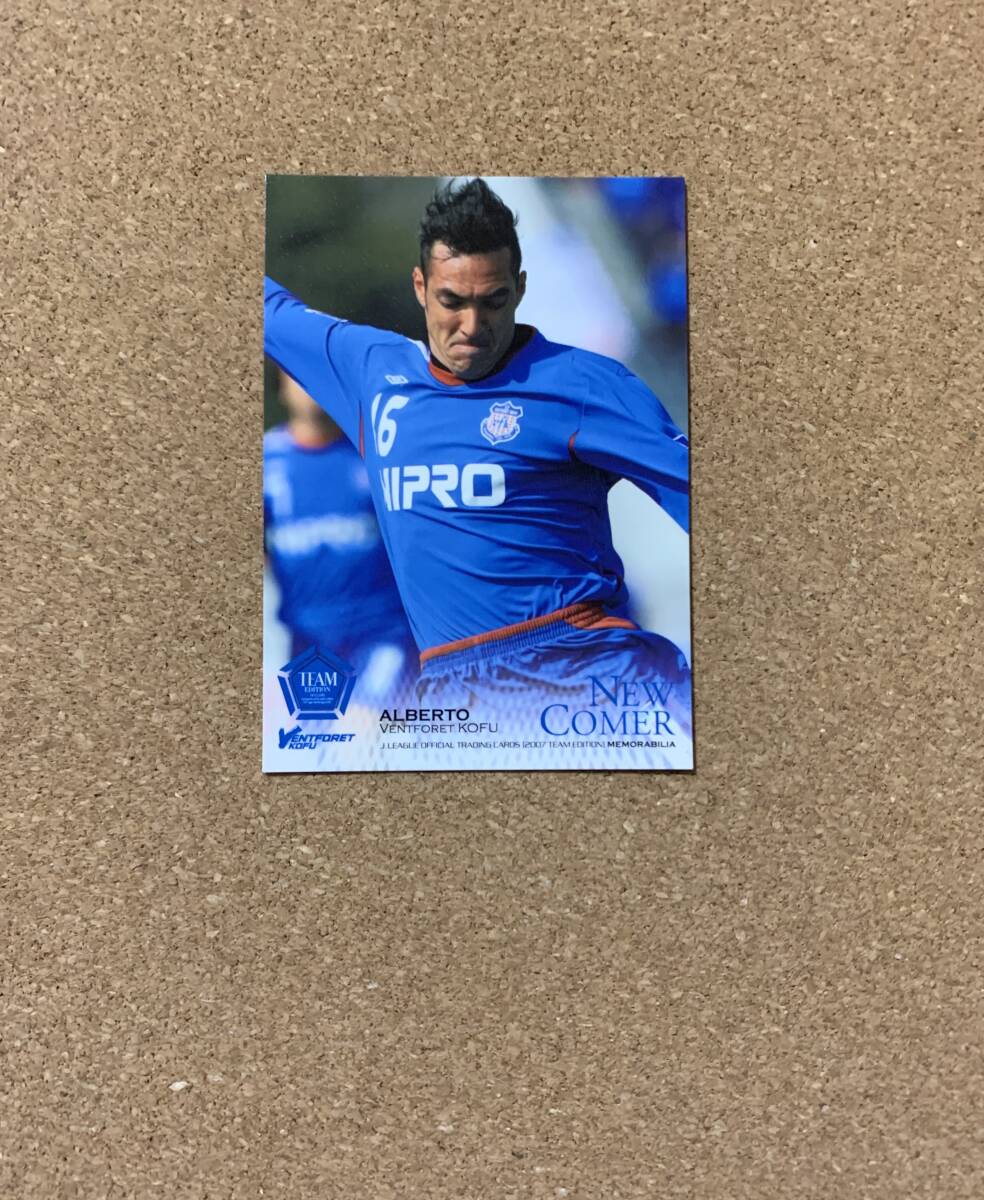 16
HIPRO
TEAM
EDITION
VENTFORET
KOFU
ALBERTO
VENTFORET KOFU
NEW
COMER
J.LEAGUE OFFICIAL TRADING CARDS [2007 TEAM EDITION] MEMORABILIA